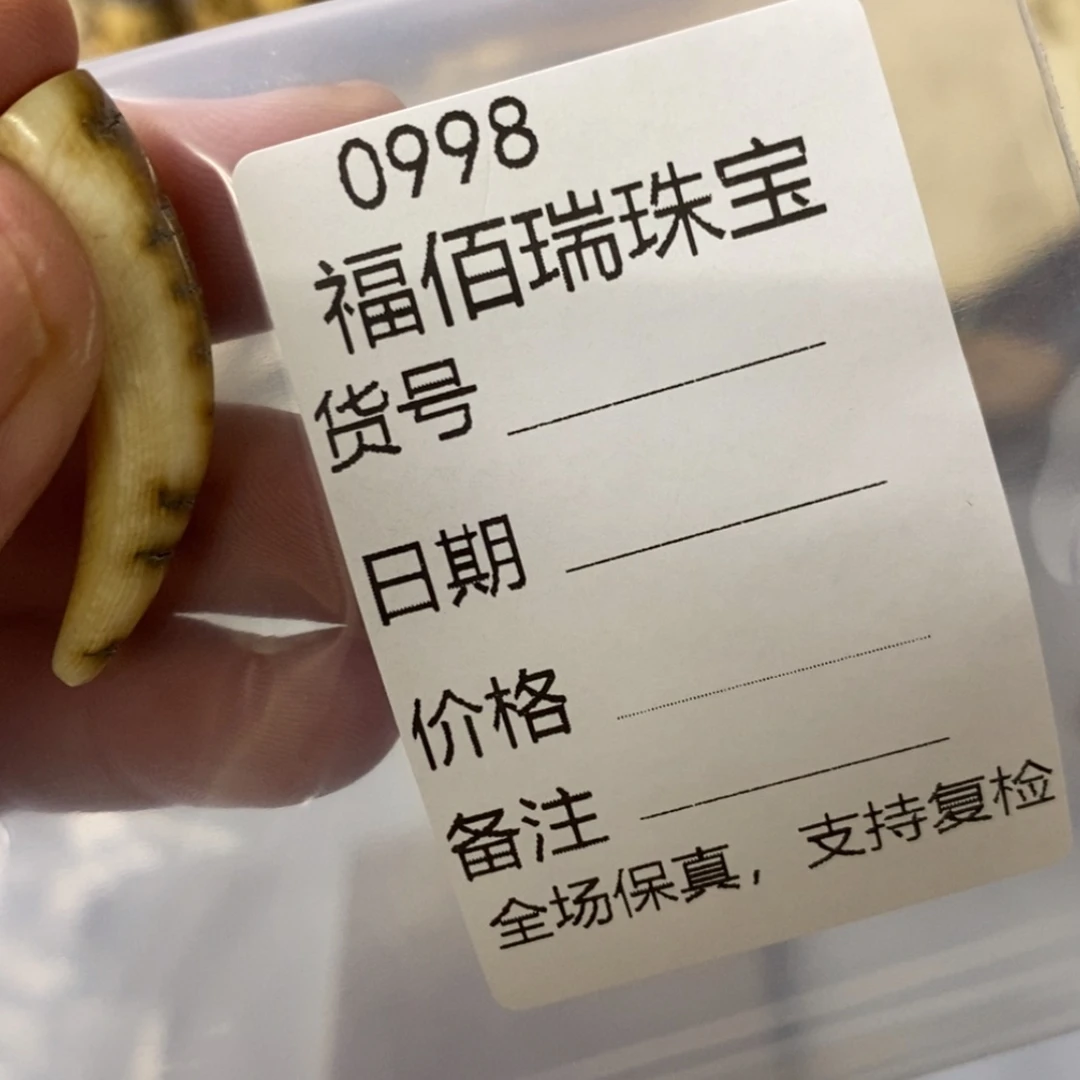 0998
福佰瑞珠宝
货号
日期
价格
备注
全场保真，支持复检